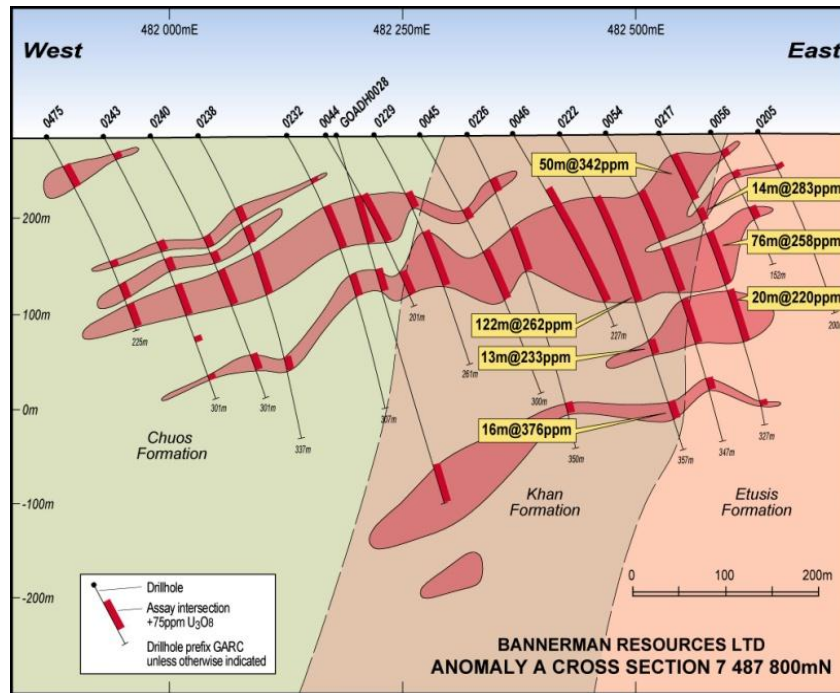 482 000mE
482 250mE
482 500mE
West
East
0475
0243
0240
0238
0232
0044
GOADH0028
0229
0045
0226
0046
0222
0054
0217
0056
0205
50m@342ppm
14m@283ppm
76m@258ppm
20m@220ppm
122m@262ppm
13m@233ppm
16m@376ppm
200m
100m
0m
-100m
-200m
225m
301m
301m
337m
307m
201m
261m
300m
350m
227m
357m
347m
327m
152m
200m
Chuos
Formation
Khan
Formation
Etusis
Formation
Drillhole
Assay intersection
+75ppm U3O8
Drillhole prefix GARC
unless otherwise indicated
0 100 200m
BANNERMAN RESOURCES LTD
ANOMALY A CROSS SECTION 7 487 800mN